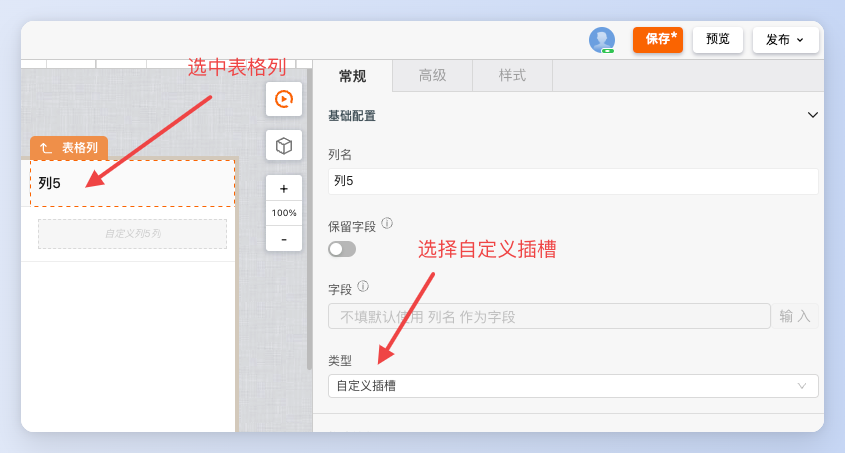 保存*
预览
发布
选中表格列
常规
高级
样式
基础配置
表格列
列名
列5
列5
+
100%
-
自定义列5列
保留字段
选择自定义插槽
字段
不填默认使用 列名 作为字段
输 入
类型
自定义插槽